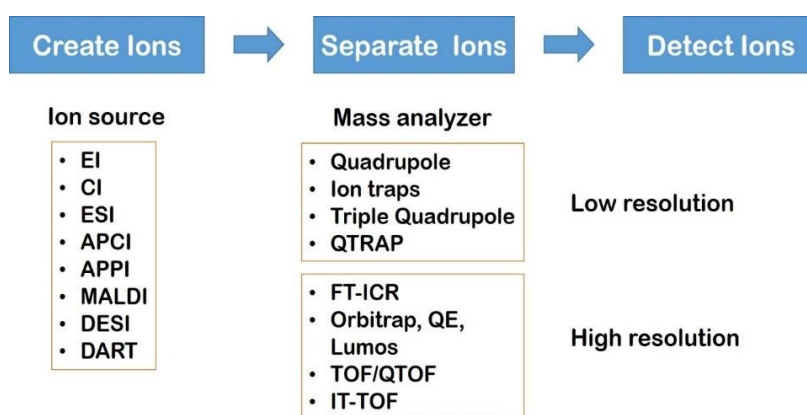 Create Ions
Separate Ions
Detect Ions
Ion source
• EI
• CI
• ESI
• APCI
• APPI
• MALDI
• DESI
• DART
Mass analyzer
• Quadrupole
• Ion traps
• Triple Quadrupole
• QTRAP
Low resolution
• FT-ICR
• Orbitrap, QE,
Lumos
• TOF/QTOF
• IT-TOF
High resolution